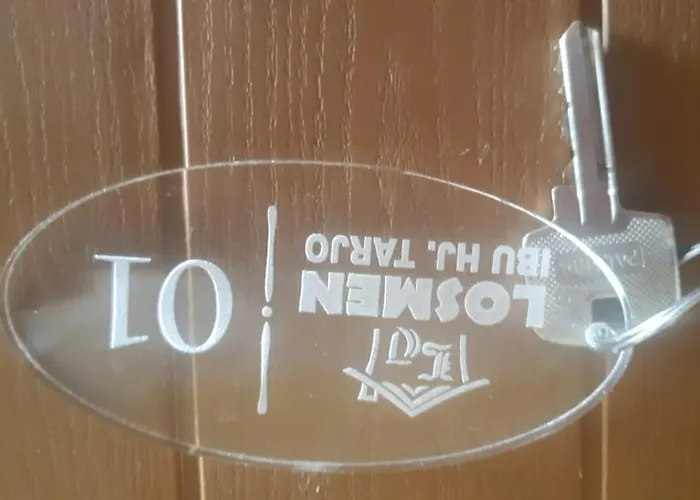 LOSMEN
IBU HJ. TARJO
01